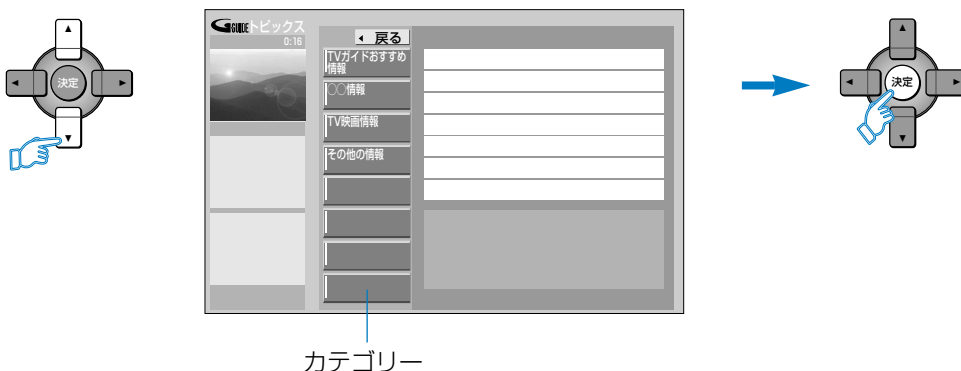 GGUIDEトピックス
0:16
戻る
TVガイドおすすめ
情報
○○情報
TV映画情報
その他の情報
決定
決定
カテゴリー